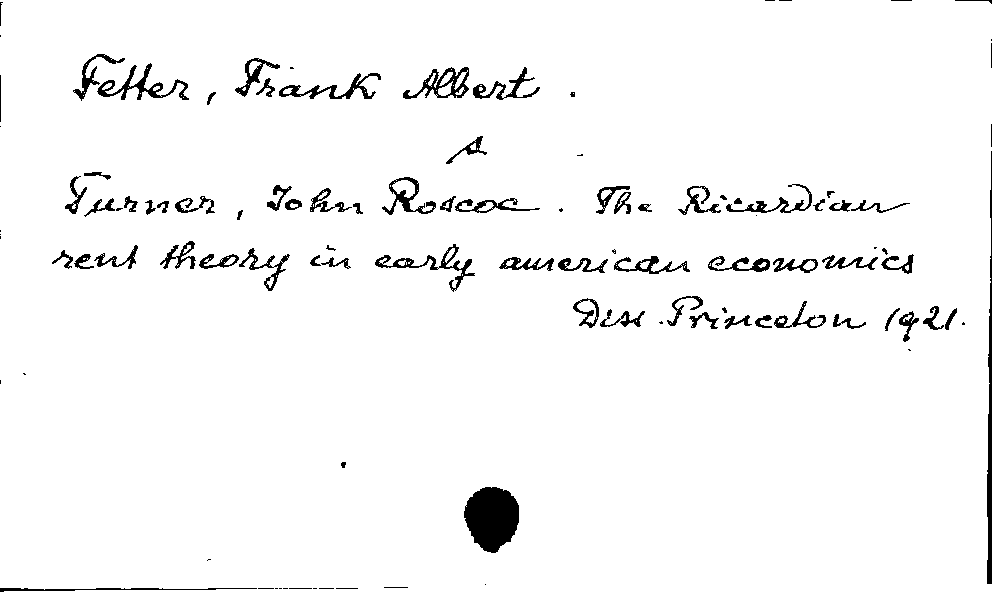 Fetter, Frank Albert.
s
Turner, John Roscoe. The Ricardian
rent theory in early american economics
Diss. Princeton 1921.